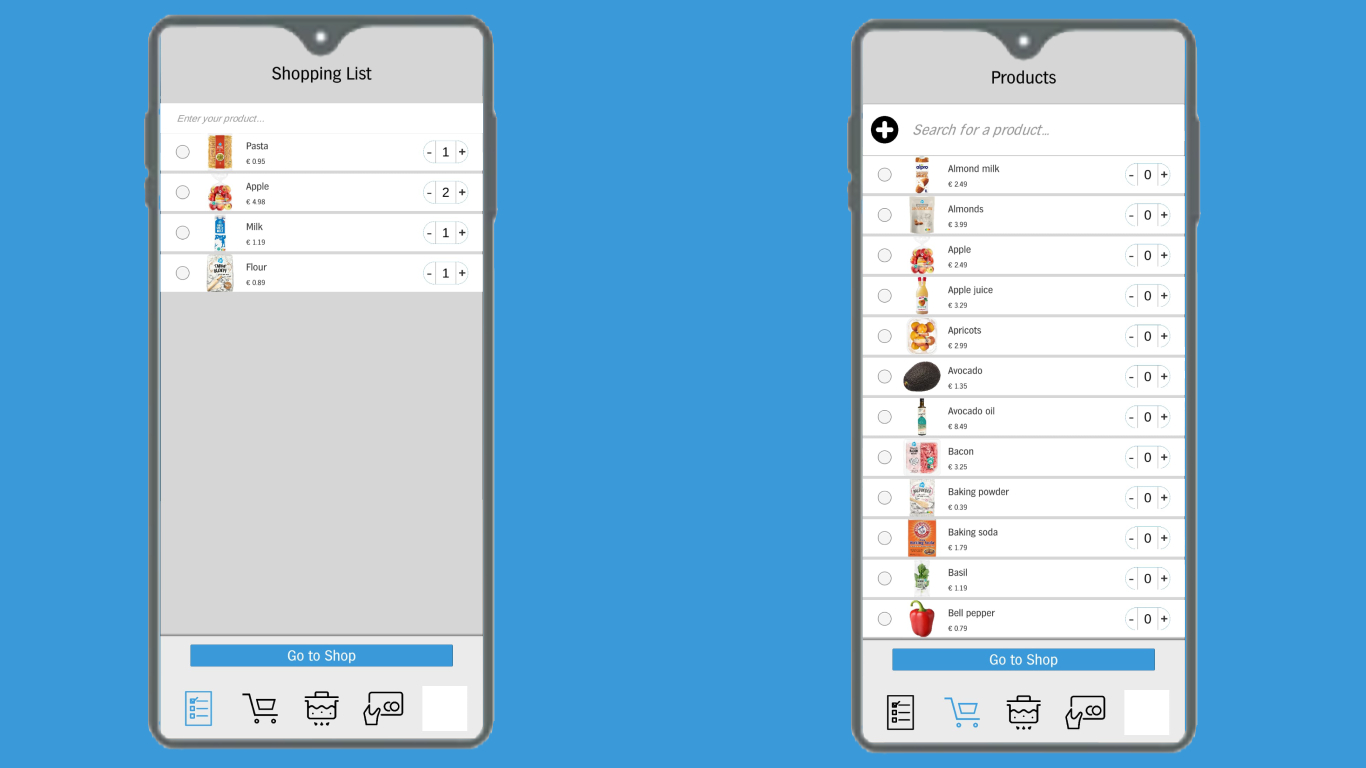 Shopping List
Enter your product...
Pasta
€ 0.95
- 1 +
Apple
€ 4.98
- 2 +
Milk
€ 1.19
- 1 +
Flour
€ 0.89
- 1 +
Go to Shop
Products
Search for a product...
Almond milk
€ 2.49
- 0 +
Almonds
€ 3.99
- 0 +
Apple
€ 2.49
- 0 +
Apple juice
€ 3.29
- 0 +
Apricots
€ 2.99
- 0 +
Avocado
€ 1.35
- 0 +
Avocado oil
€ 8.49
- 0 +
Bacon
€ 3.25
- 0 +
Baking powder
€ 0.39
- 0 +
Baking soda
€ 1.79
- 0 +
Basil
€ 1.19
- 0 +
Bell pepper
€ 0.79
- 0 +
Go to Shop